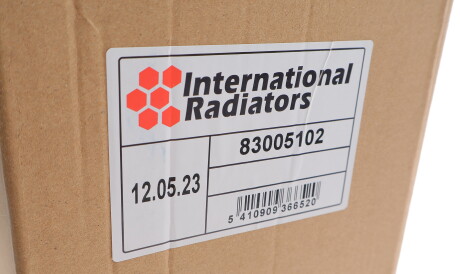 International
Radiators
83005102
12.05.23
5 410909 366520